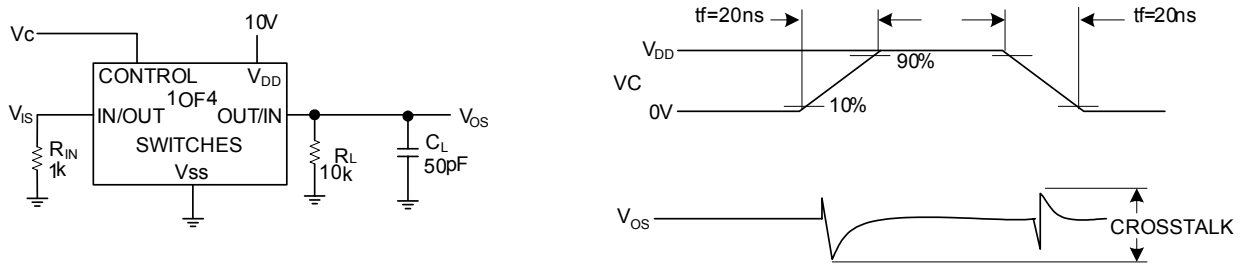 Vc
10V
CONTROL
VDD
1OF4
VIS
IN/OUT
OUT/IN
VOS
SWITCHES
RIN
1k
Vss
RL
10k
CL
50pF
tf=20ns
tf=20ns
VDD
90%
VC
10%
0V
VOS
CROSSTALK